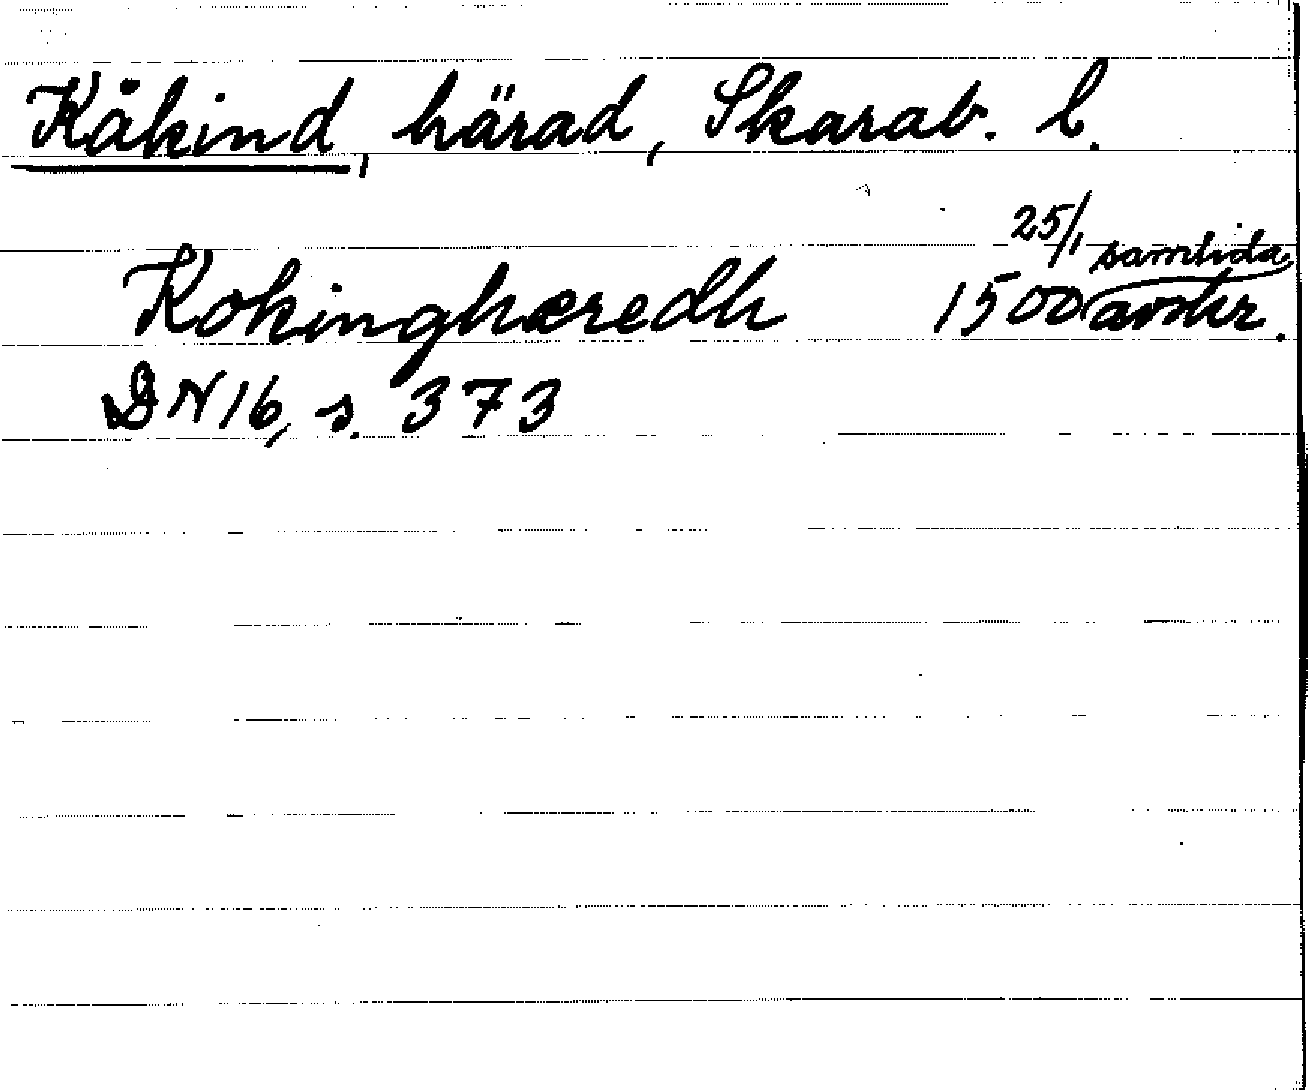 Kåkind, härad, Skarab. l.
Kokinghæredh 25/1 1500 samtida avskr.
DN 16, s. 373